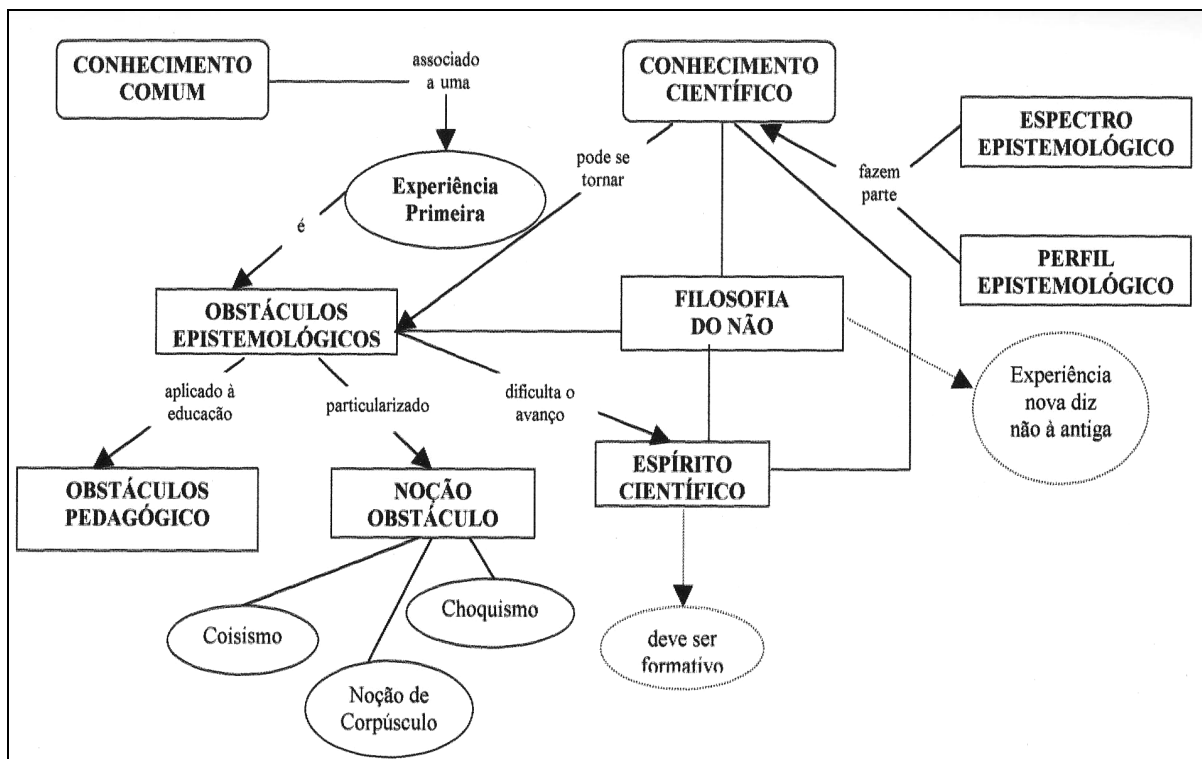 CONHECIMENTO
COMUM
associado
a uma
CONHECIMENTO
CIENTÍFICO
ESPECTRO
EPISTEMOLÓGICO
pode se
tornar
fazem
parte
Experiência
Primeira
é
PERFIL
EPISTEMOLÓGICO
OBSTÁCULOS
EPISTEMOLÓGICOS
FILOSOFIA
DO NÃO
Experiência
nova diz
não à antiga
aplicado à
educação
particularizado
dificulta o
avanço
OBSTÁCULOS
PEDAGÓGICO
NOÇÃO
OBSTÁCULO
ESPÍRITO
CIENTÍFICO
Coisismo
Choquismo
deve ser
formativo
Noção de
Corpúsculo